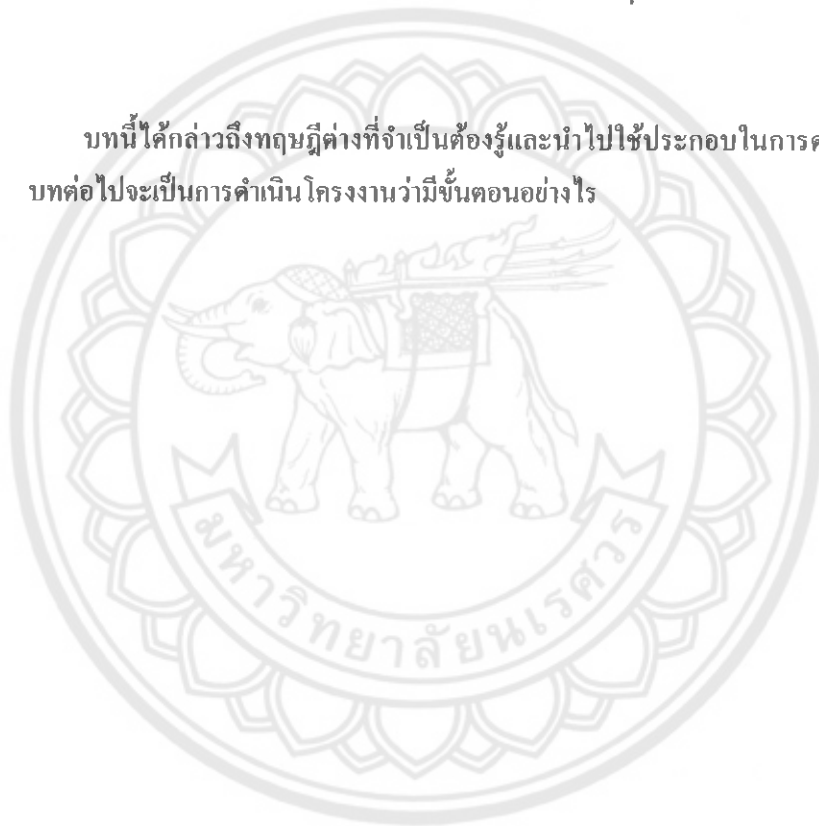 บทนี้ได้กล่าวถึงทฤษฎีต่างที่จำเป็นต้องรู้และนำไปใช้ประกอบในการ
บทต่อไปจะเป็นการดำเนินโครงงานว่ามีขั้นตอนอย่างไร
มหาวิทยาลัยนเรศวร